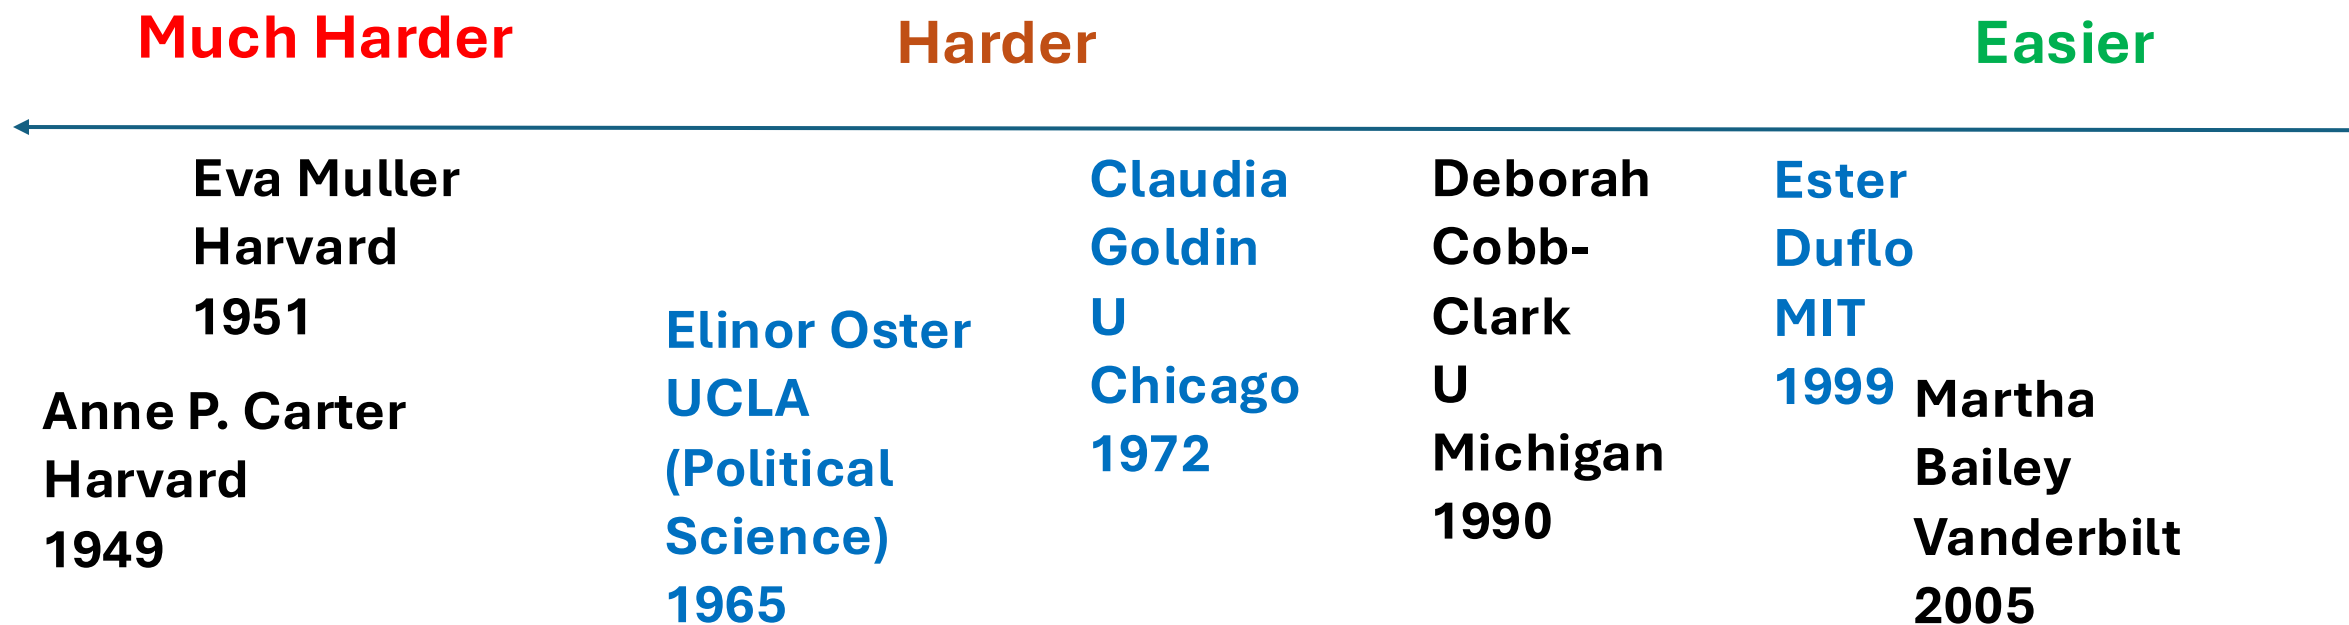 Much Harder
Harder
Easier
Eva Muller
Harvard
1951
Anne P. Carter
Harvard
1949
Elinor Oster
UCLA
(Political
Science)
1965
Claudia
Goldin
U
Chicago
1972
Deborah
Cobb-
Clark
U
Michigan
1990
Ester
Duflo
MIT
1999
Martha
Bailey
Vanderbilt
2005